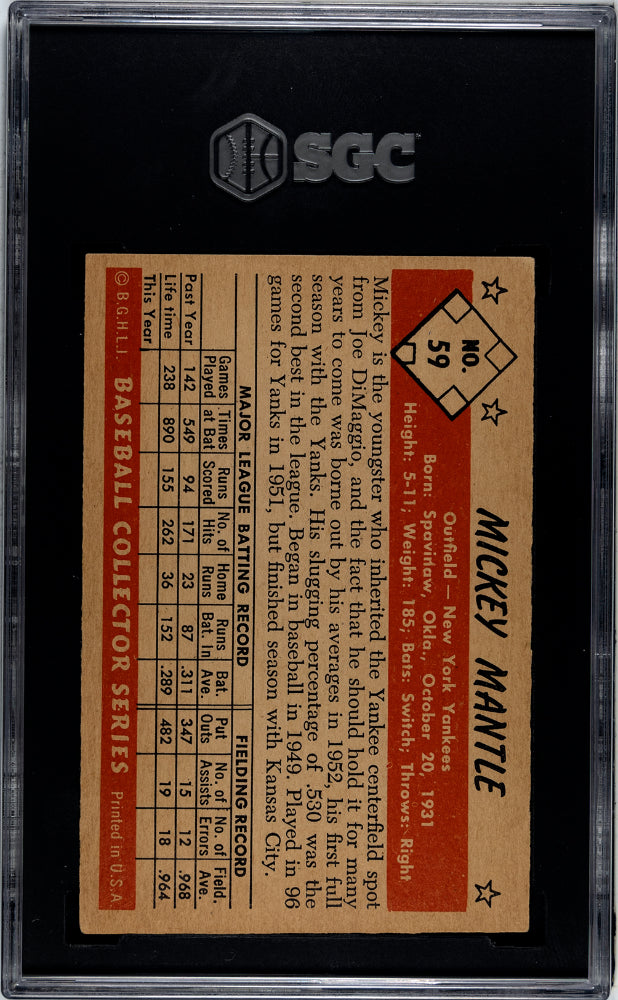 SGC
NO.
59
MICKEY MANTLE
Outfield — New York Yankees
Born: Spavinaw, Okla., October 20, 1931
Height: 5-11; Weight: 185; Bats: Switch; Throws: Right
Mickey is the youngster who inherited the Yankee centerfield spot
from Joe DiMaggio, and the fact that he should hold it for many
years to come was borne out by his averages in 1952, his first full
season with the Yanks. His slugging percentage of .530 was the
second best in the league. Began in baseball in 1949. Played in 96
games for Yanks in 1951, but finished season with Kansas City.
MAJOR LEAGUE BATTING RECORD FIELDING RECORD
Games Times Runs No. of Home Runs Bat. Put No. of No. of Field.
Played at Bat Scored Hits Runs Bat. In Ave. Outs Assists Errors Ave.
Past Year 142 549 94 171 23 87 .311 347 15 12 .968
Life time 238 890 155 262 36 152 .289 482 19 18 .964
This Year
© B.G.H.L.I. BASEBALL COLLECTOR SERIES Printed in U.S.A.